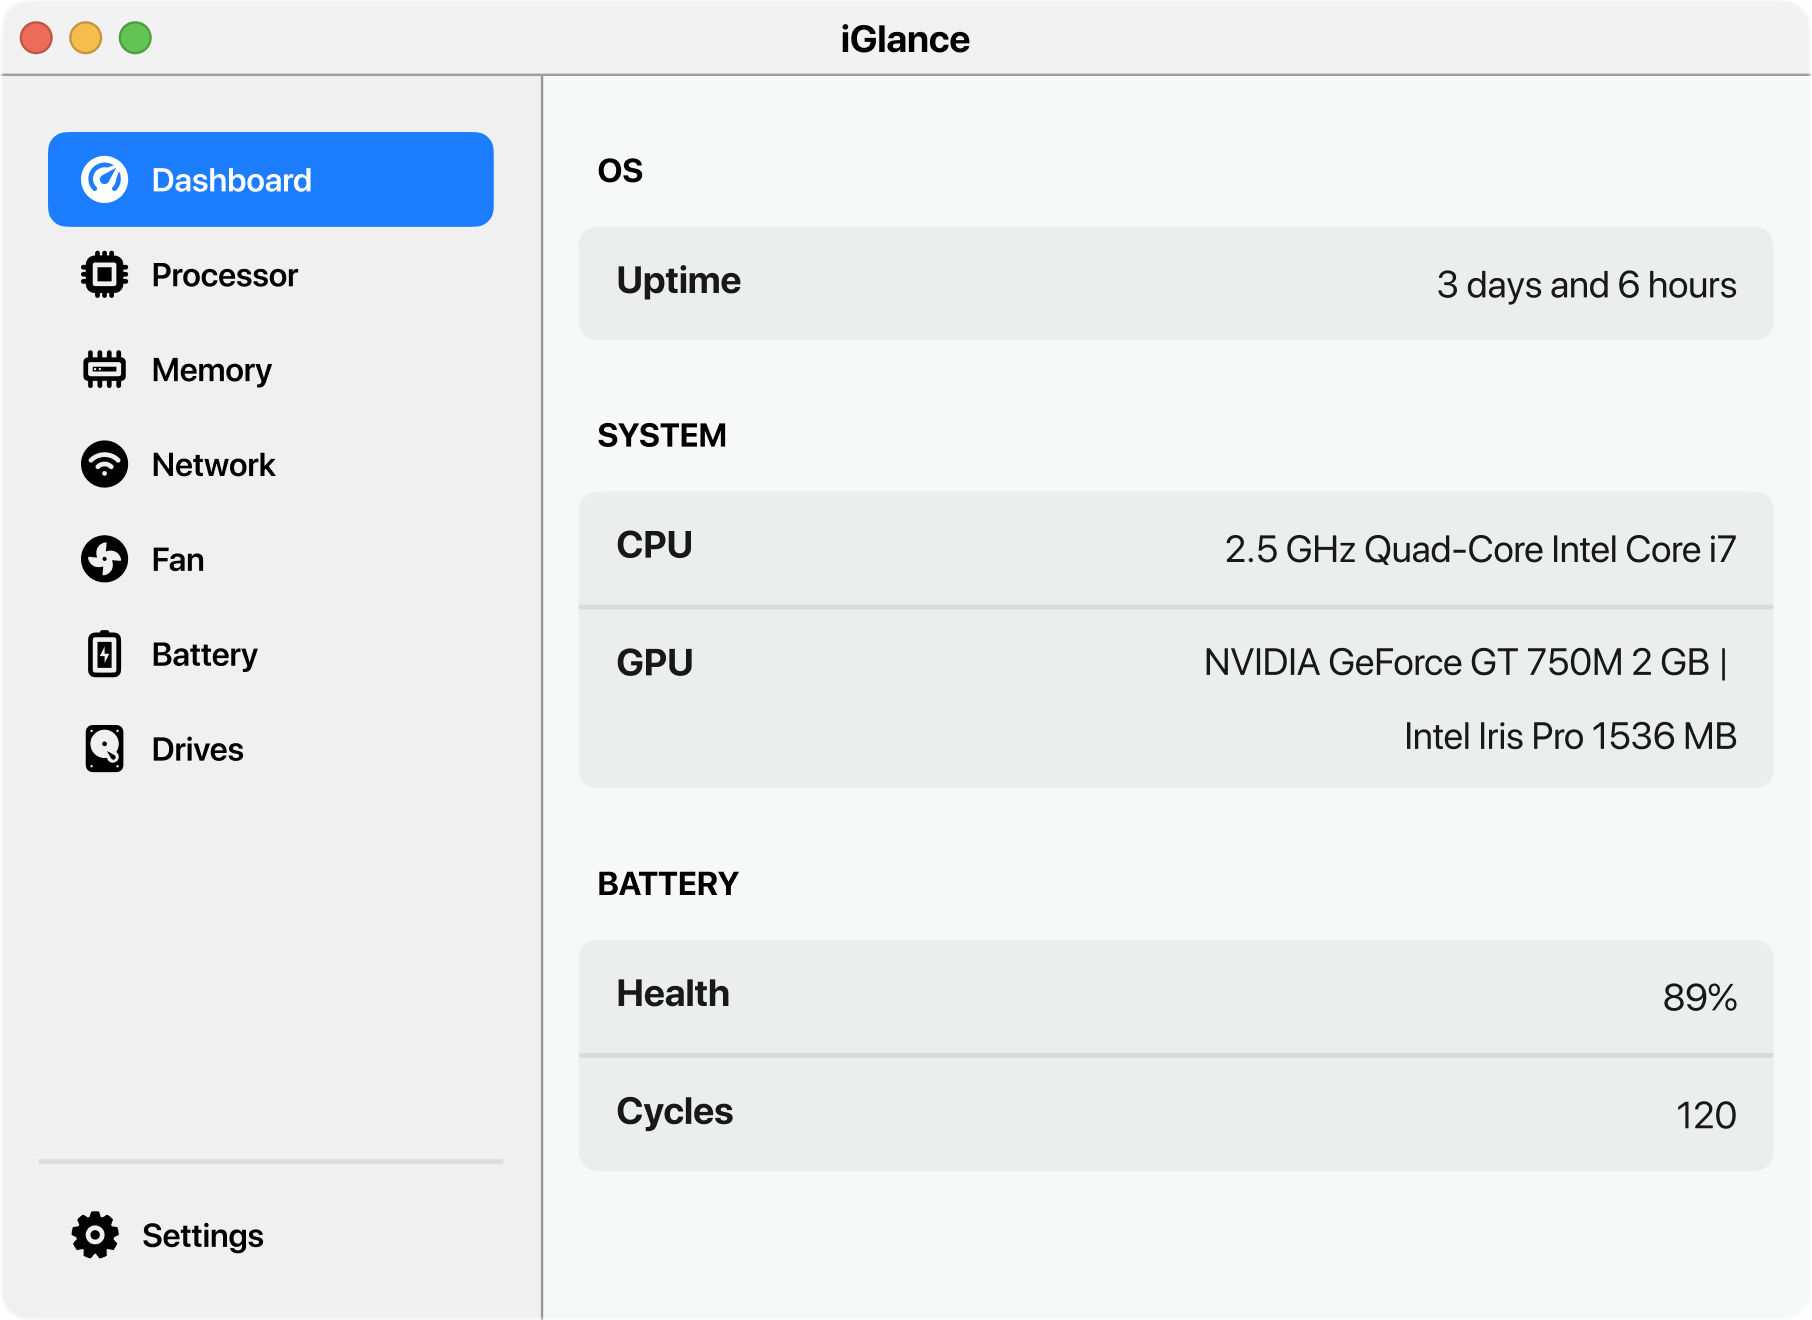 iGlance
Dashboard
Processor
Memory
Network
Fan
Battery
Drives
Settings
OS
Uptime 3 days and 6 hours
SYSTEM
CPU 2.5 GHz Quad-Core Intel Core i7
GPU NVIDIA GeForce GT 750M 2 GB |
Intel Iris Pro 1536 MB
BATTERY
Health 89%
Cycles 120